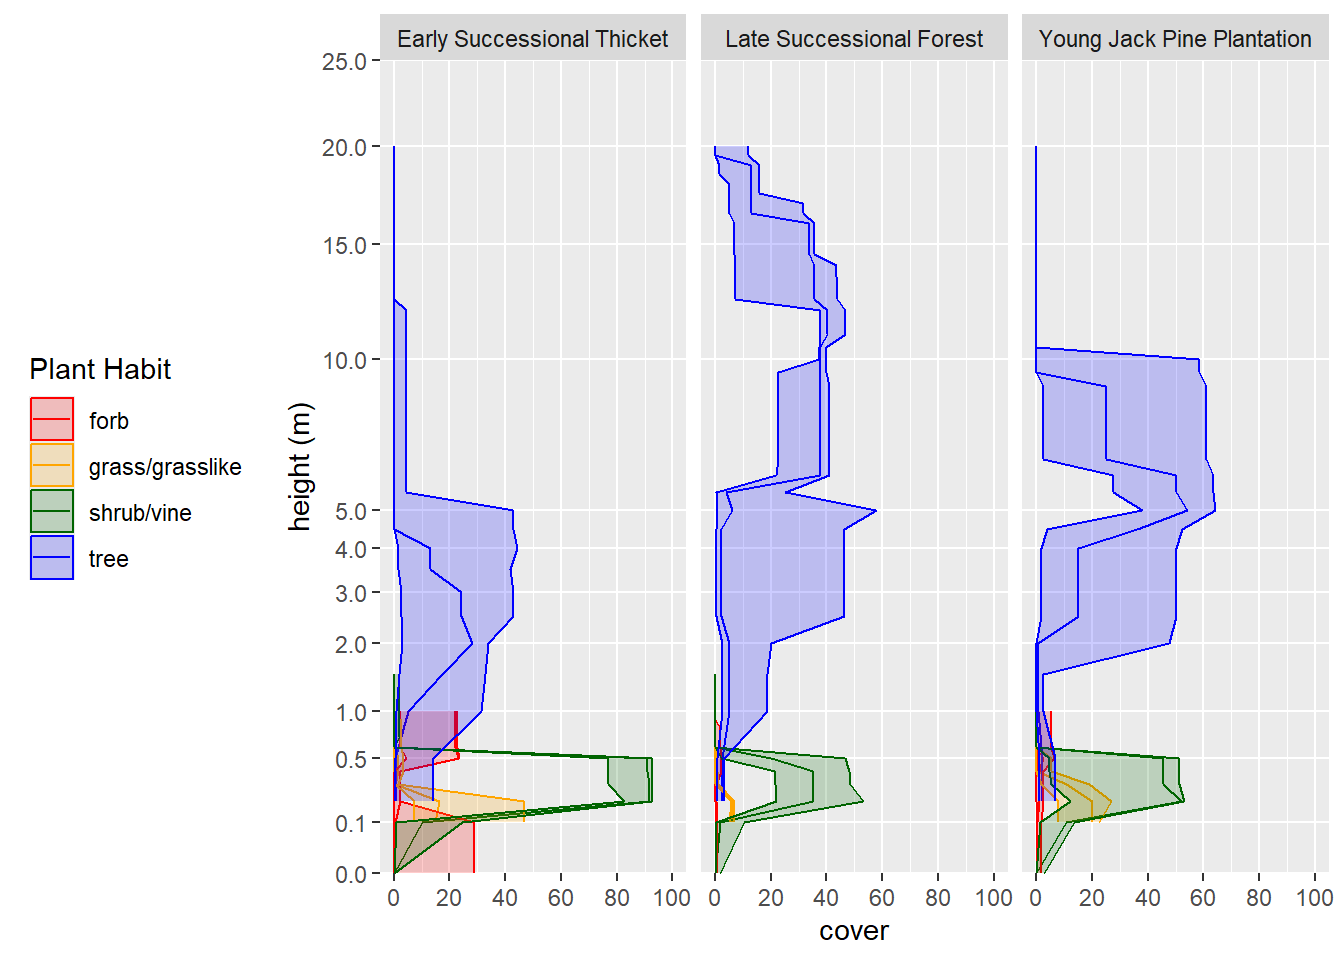 Early Successional Thicket
Late Successional Forest
Young Jack Pine Plantation
25.0
20.0
15.0
10.0
5.0
4.0
3.0
2.0
1.0
0.5
0.1
0.0
height (m)
Plant Habit
forb
grass/grasslike
shrub/vine
tree
0 20 40 60 80 100
0 20 40 60 80 100
0 20 40 60 80 100
cover